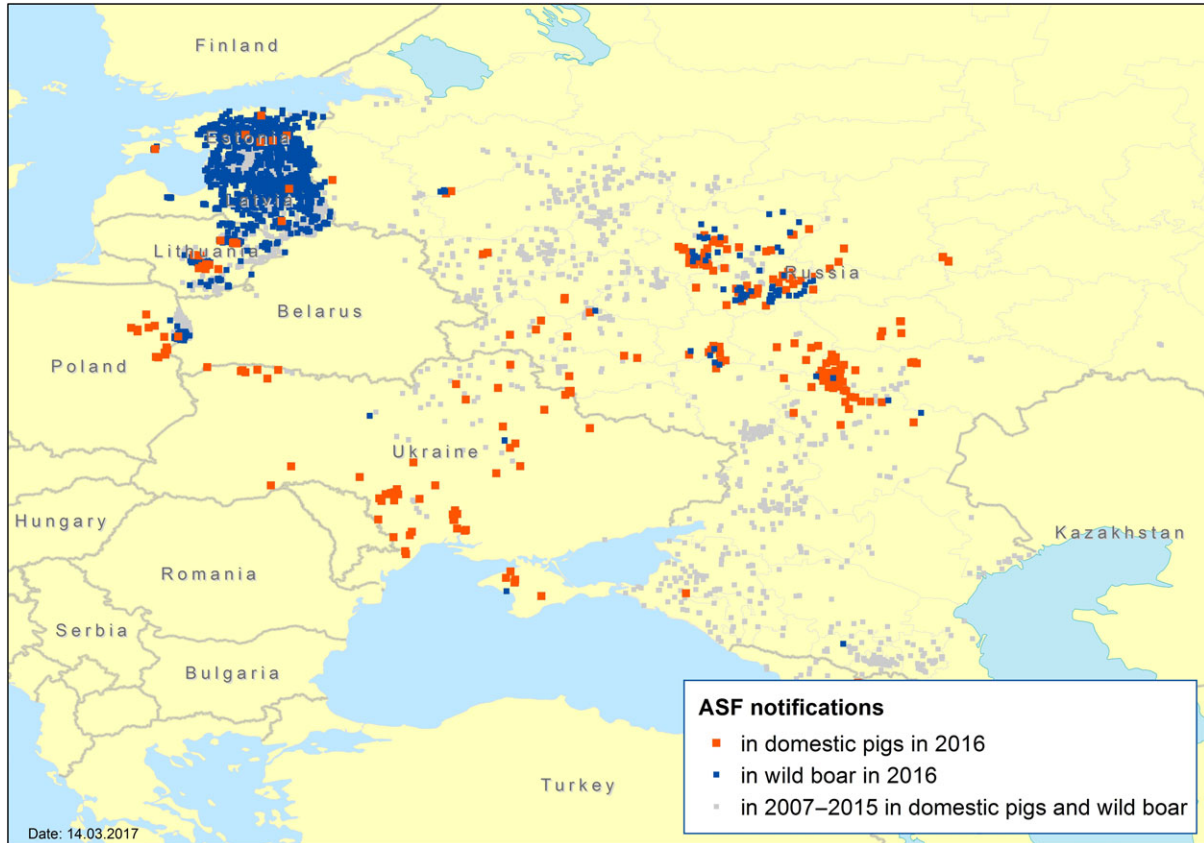 Finland
Estonia
Latvia
Lithuania
Russia
Belarus
Poland
Ukraine
Hungary
Kazakhstan
Romania
Serbia
Bulgaria
Turkey
ASF notifications
in domestic pigs in 2016
in wild boar in 2016
in 2007–2015 in domestic pigs and wild boar
Date: 14.03.2017